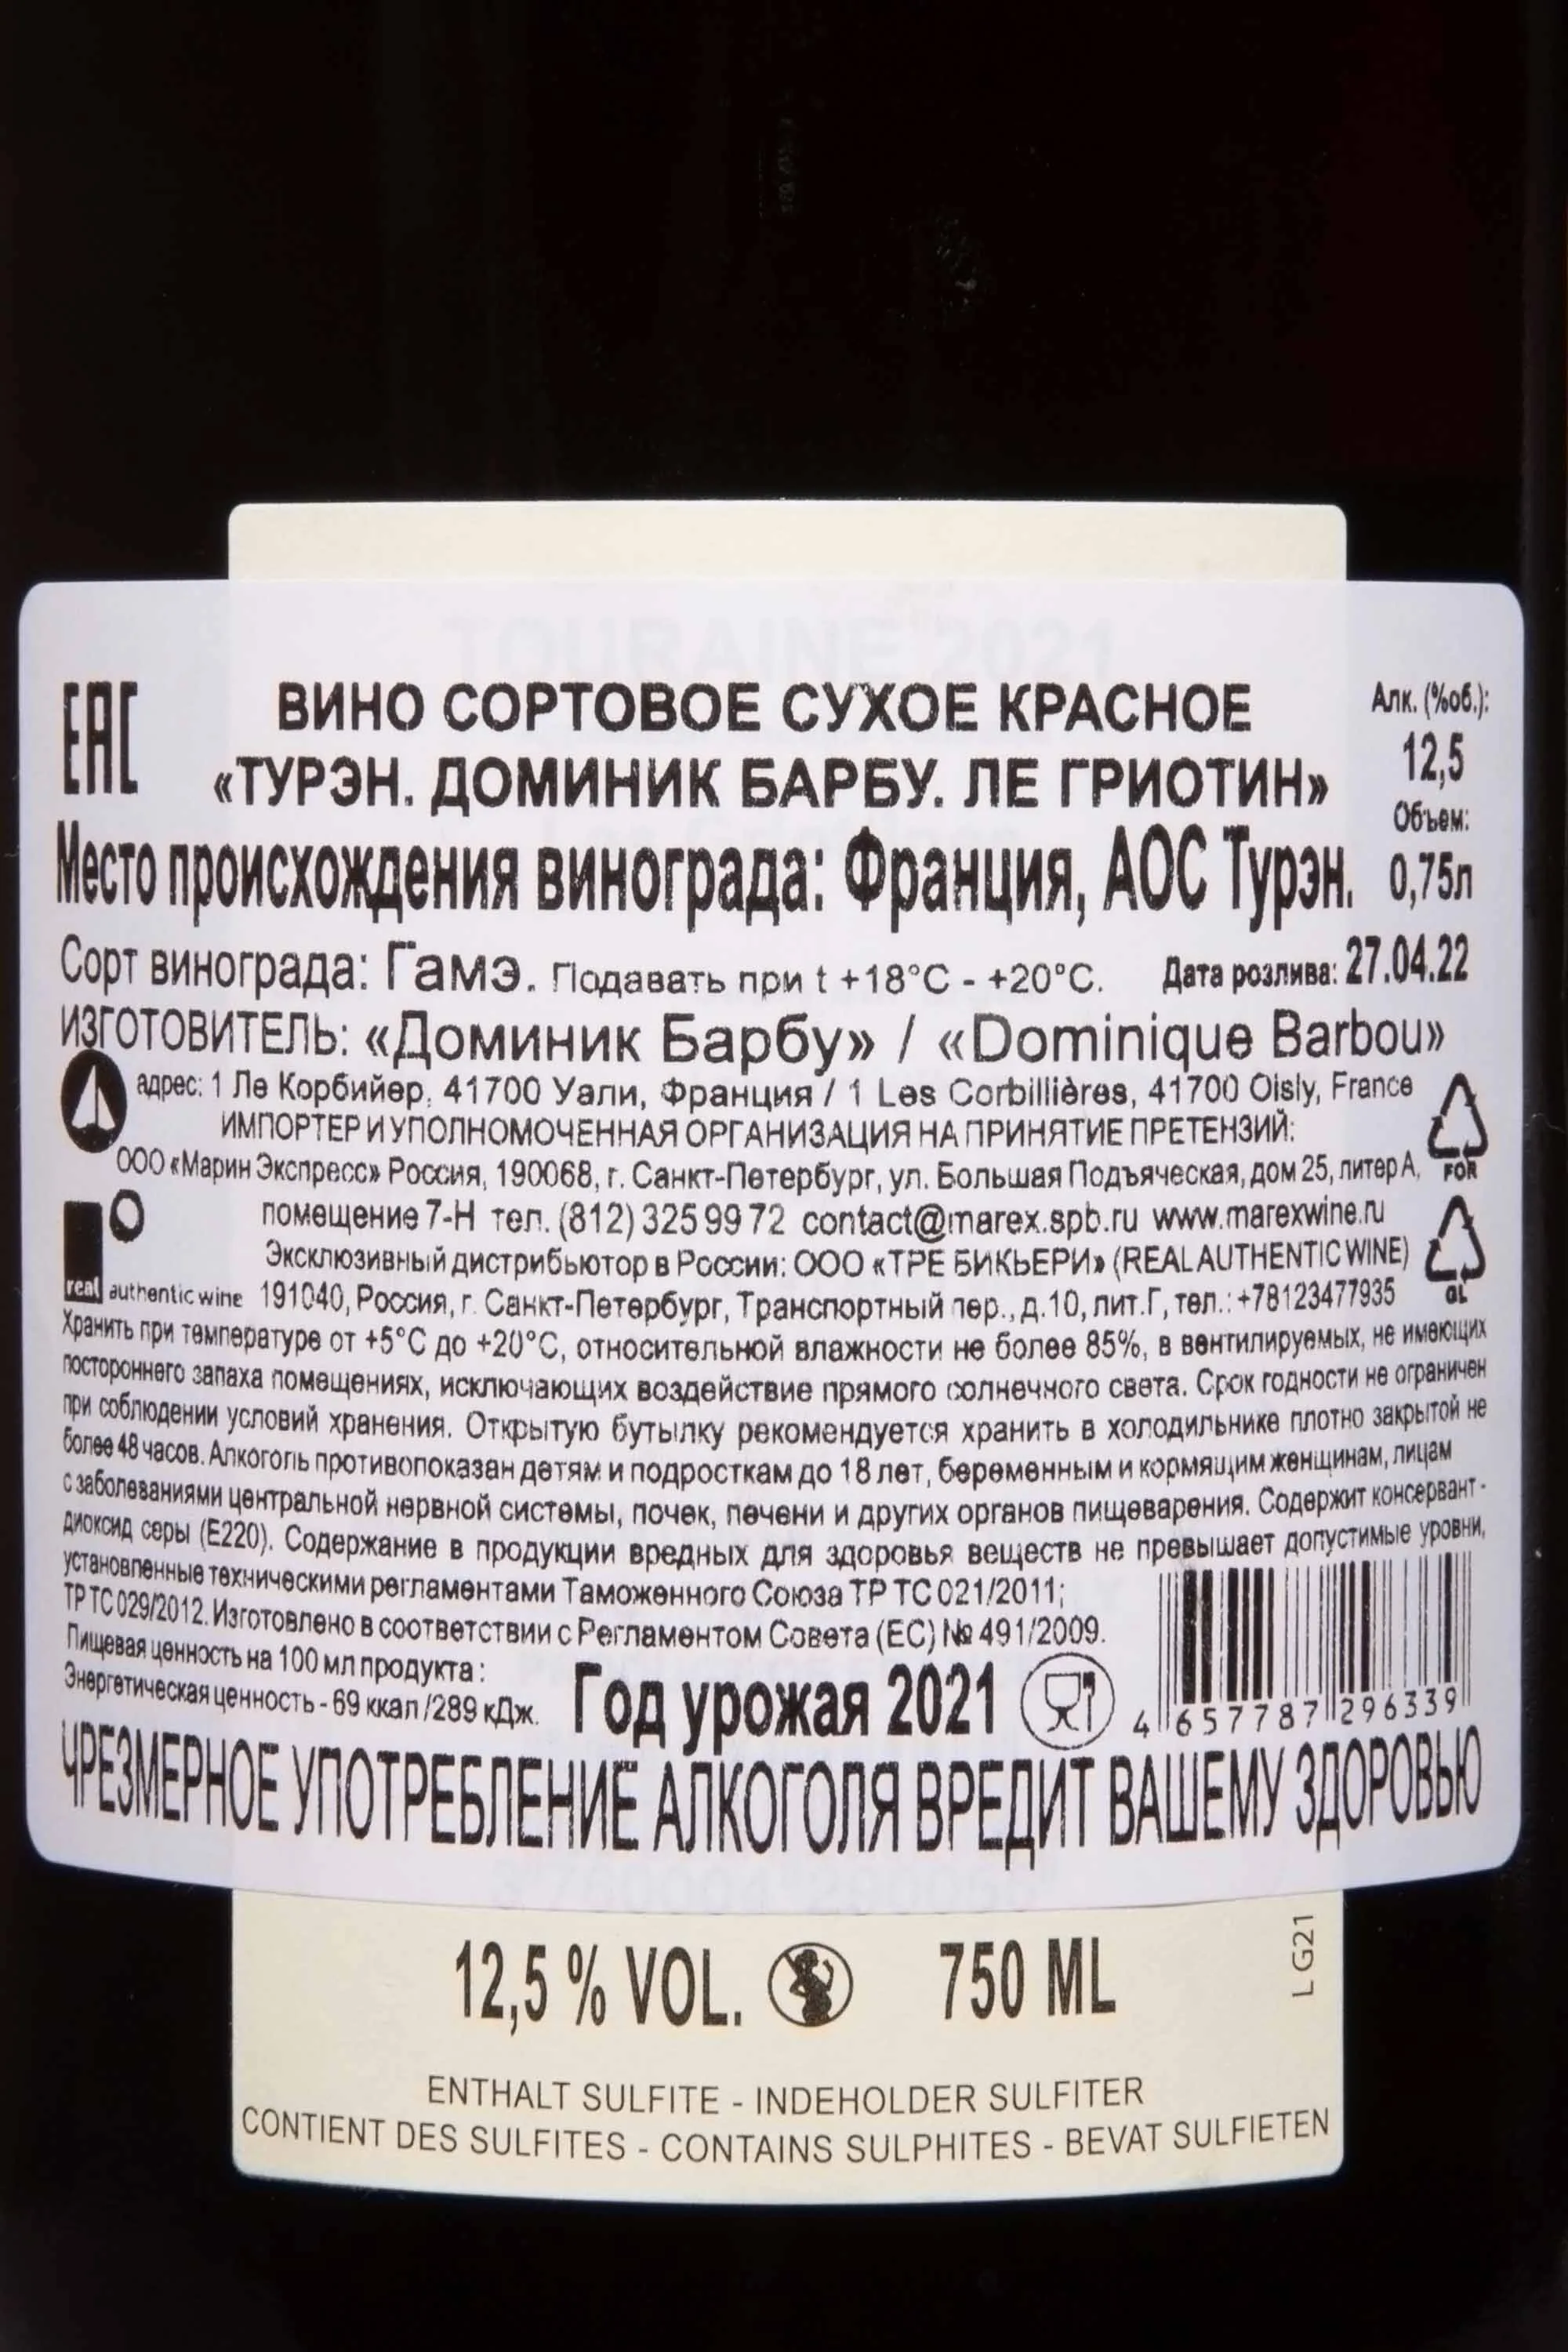 TOURAINE 2021
ЕАС
ВИНО СОРТОВОЕ СУХОЕ КРАСНОЕ
«ТУРЭН. ДОМИНИК БАРБУ. ЛЕ ГРИОТИН»
Алк. (%об.):
12,5
Объем:
0,75л
Место происхождения винограда: Франция, АОС Турэн.
Сорт винограда: Гамэ. Подавать при t +18°C - +20°C.
Дата розлива: 27.04.22
ИЗГОТОВИТЕЛЬ: «Доминик Барбу» / «Dominique Barbou»
адрес: 1 Ле Корбийер, 41700 Уали, Франция / 1 Les Corbillières, 41700 Oisly, France
ИМПОРТЕР И УПОЛНОМОЧЕННАЯ ОРГАНИЗАЦИЯ НА ПРИНЯТИЕ ПРЕТЕНЗИЙ:
ООО «Марин Экспресс» Россия, 190068, г. Санкт-Петербург, ул. Большая Подъяческая, дом 25, литер А,
FOR
помещение 7-Н тел. (812) 325 99 72 contact@marex.spb.ru www.marexwine.ru
Эксклюзивный дистрибьютор в России: ООО «ТРЕ БИКЬЕРИ» (REAL AUTHENTIC WINE)
real authentic wine
191040, Россия, г. Санкт-Петербург, Транспортный пер., д.10, лит.Г, тел.: +78123477935
GL
Хранить при температуре от +5°C до +20°C, относительной влажности не более 85%, в вентилируемых, не имеющих
постороннего запаха помещениях, исключающих воздействие прямого солнечного света. Срок годности не ограничен
при соблюдении условий хранения. Открытую бутылку рекомендуется хранить в холодильнике плотно закрытой не
более 48 часов. Алкоголь противопоказан детям и подросткам до 18 лет, беременным и кормящим женщинам, лицам
с заболеваниями центральной нервной системы, почек, печени и других органов пищеварения. Содержит консервант -
диоксид серы (Е220). Содержание в продукции вредных для здоровья веществ не превышает допустимые уровни,
установленные техническими регламентами Таможенного Союза ТР ТС 021/2011;
ТР ТС 029/2012. Изготовлено в соответствии с Регламентом Совета (ЕС) № 491/2009.
Пищевая ценность на 100 мл продукта:
Энергетическая ценность - 69 ккал /289 кДж.
Год урожая 2021
4 657787 296339
ЧРЕЗМЕРНОЕ УПОТРЕБЛЕНИЕ АЛКОГОЛЯ ВРЕДИТ ВАШЕМУ ЗДОРОВЬЮ
12,5 % VOL.
750 ML
L G21
ENTHALT SULFITE - INDEHOLDER SULFITER
CONTIENT DES SULFITES - CONTAINS SULPHITES - BEVAT SULFIETEN